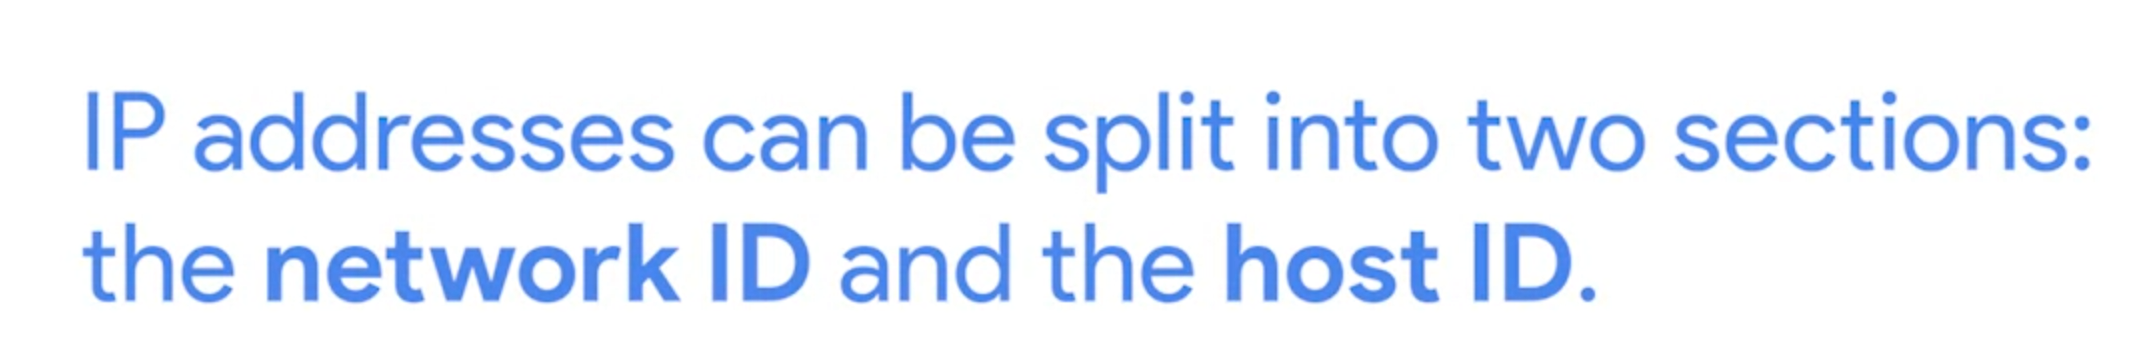 IP addresses can be split into two sections:
the network ID and the host ID.